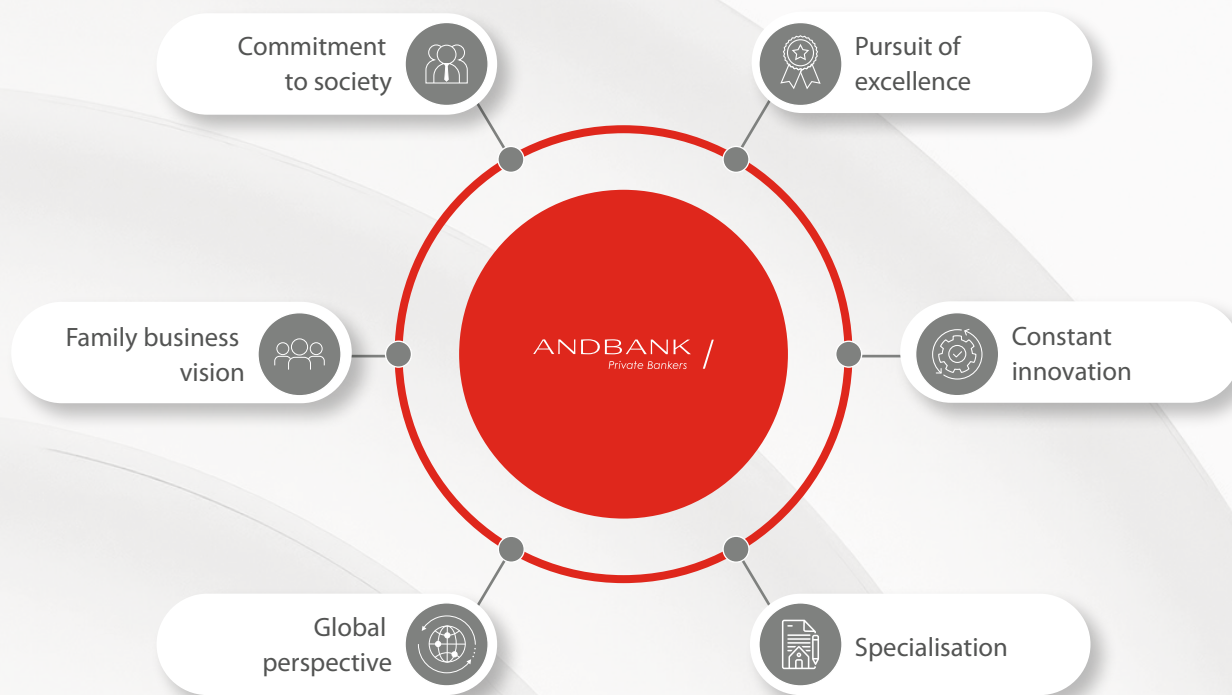 Commitment
to society
Pursuit of
excellence
Family business
vision
ANDBANK /
Private Bankers
Constant
innovation
Global
perspective
Specialisation